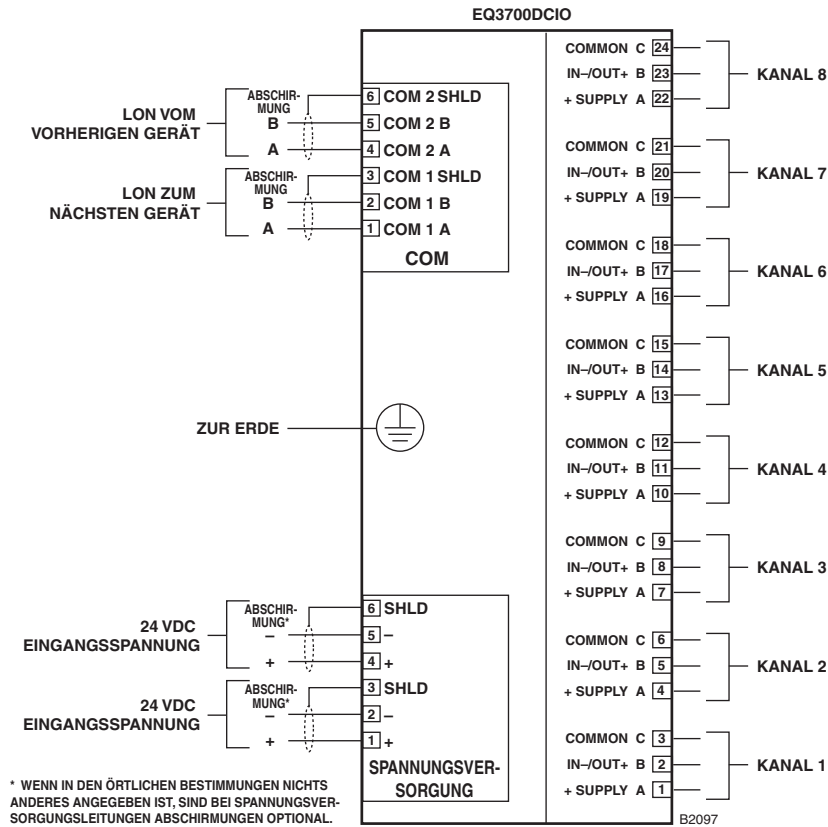 EQ3700DCIO
LON VOM
VORHERIGEN GERÄT
ABSCHIR-
MUNG
B
A
6 COM 2 SHLD
5 COM 2 B
4 COM 2 A
LON ZUM
NÄCHSTEN GERÄT
ABSCHIR-
MUNG
B
A
3 COM 1 SHLD
2 COM 1 B
1 COM 1 A
COM
ZUR ERDE
24 VDC
EINGANGSSPANNUNG
ABSCHIR-
MUNG*
–
+
6 SHLD
5 –
4 +
24 VDC
EINGANGSSPANNUNG
ABSCHIR-
MUNG*
–
+
3 SHLD
2 –
1 +
SPANNUNGSVER-
SORGUNG
COMMON C 24
IN–/OUT+ B 23
+ SUPPLY A 22
KANAL 8
COMMON C 21
IN–/OUT+ B 20
+ SUPPLY A 19
KANAL 7
COMMON C 18
IN–/OUT+ B 17
+ SUPPLY A 16
KANAL 6
COMMON C 15
IN–/OUT+ B 14
+ SUPPLY A 13
KANAL 5
COMMON C 12
IN–/OUT+ B 11
+ SUPPLY A 10
KANAL 4
COMMON C 9
IN–/OUT+ B 8
+ SUPPLY A 7
KANAL 3
COMMON C 6
IN–/OUT+ B 5
+ SUPPLY A 4
KANAL 2
COMMON C 3
IN–/OUT+ B 2
+ SUPPLY A 1
KANAL 1
* WENN IN DEN ÖRTLICHEN BESTIMMUNGEN NICHTS
ANDERES ANGEGEBEN IST, SIND BEI SPANNUNGSVER-
SORGUNGSLEITUNGEN ABSCHIRMUNGEN OPTIONAL.
B2097